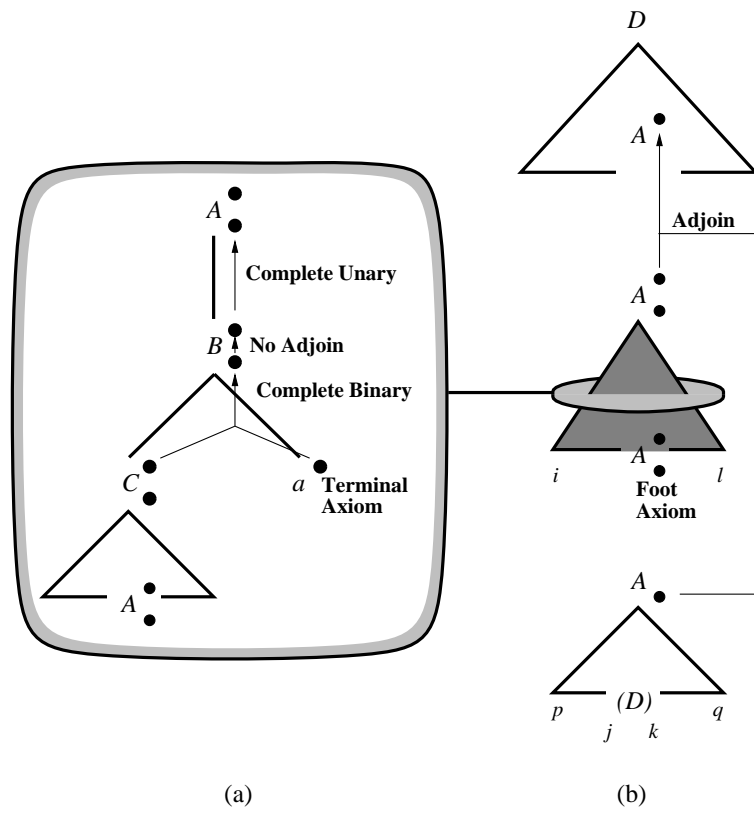 A
Complete Unary
B
No Adjoin
Complete Binary
C
a
Terminal
Axiom
A
(a)
D
A
Adjoin
A
A
i
l
Foot
Axiom
A
(D)
p
q
j
k
(b)